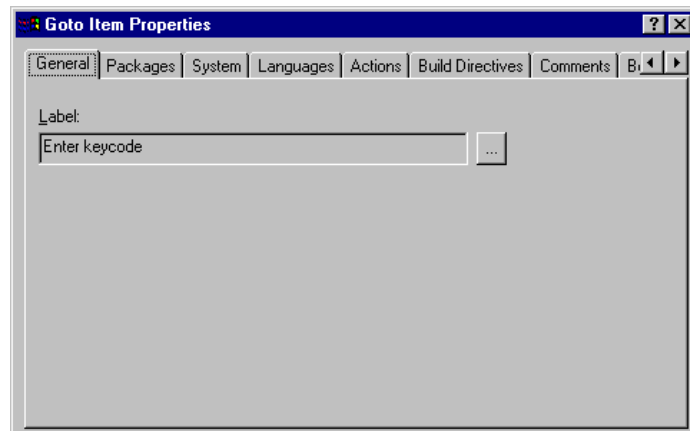 Goto Item Properties
General Packages System Languages Actions Build Directives Comments
Label:
Enter keycode
...